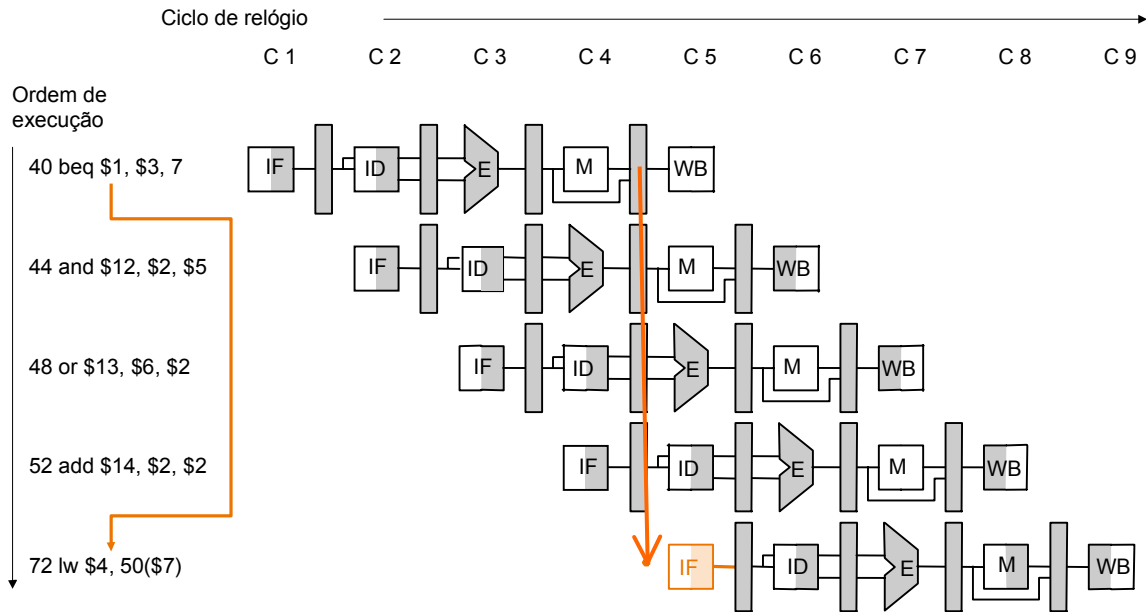 Ciclo de relógio
C 1 C 2 C 3 C 4 C 5 C 6 C 7 C 8 C 9
Ordem de
execução
40 beq $1, $3, 7
IF ID E M WB
44 and $12, $2, $5
IF ID E M WB
48 or $13, $6, $2
IF ID E M WB
52 add $14, $2, $2
IF ID E M WB
72 lw $4, 50($7)
IF ID E M WB